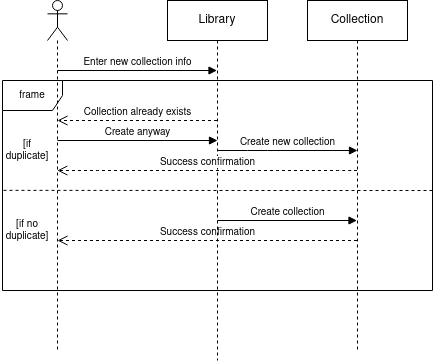 Library
Collection
Enter new collection info
frame
Collection already exists
Create anyway
[if
duplicate]
Create new collection
Success confirmation
Create collection
[if no
duplicate]
Success confirmation